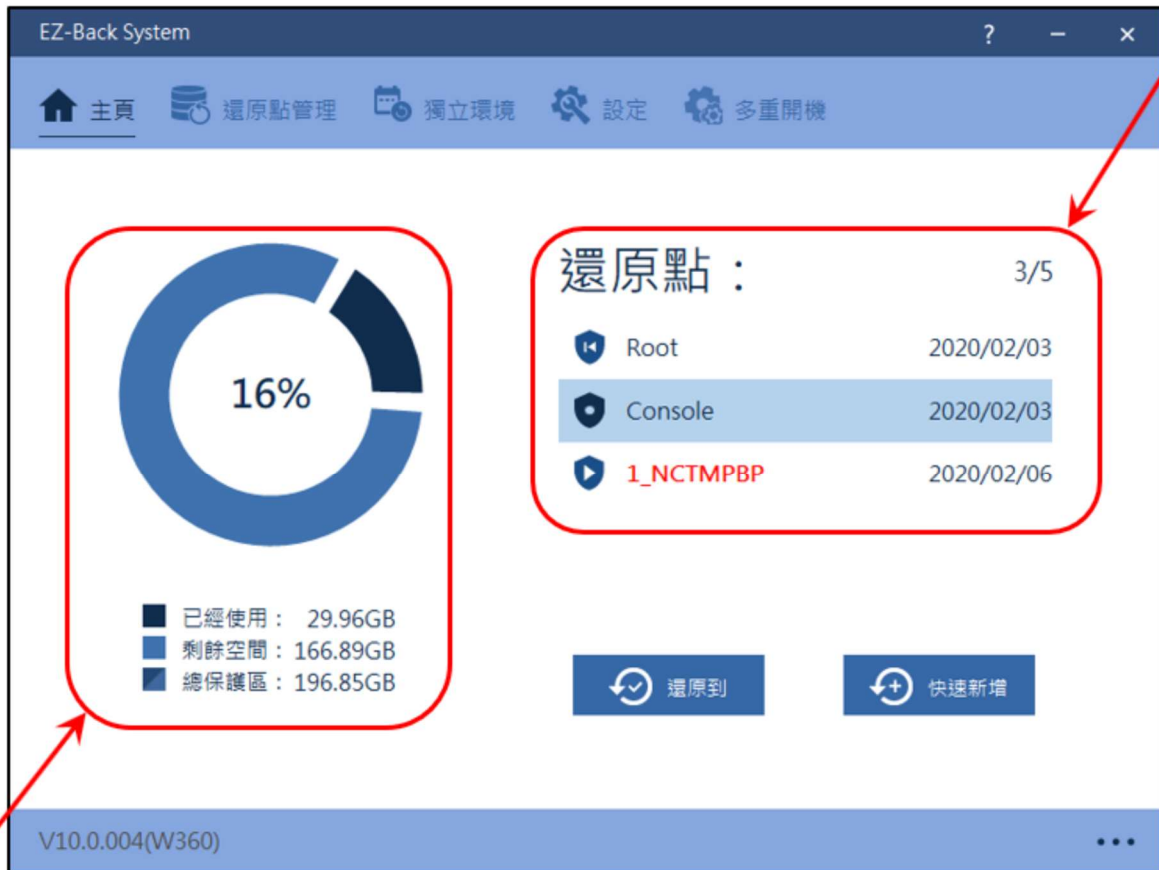 EZ-Back System ? − ×
主頁 還原點管理 獨立環境 設定 多重開機
16%
已經使用： 29.96GB
剩餘空間：166.89GB
總保護區：196.85GB
還原點： 3/5
Root 2020/02/03
Console 2020/02/03
1_NCTMPBP 2020/02/06
還原到 快速新增
V10.0.004(W360) •••